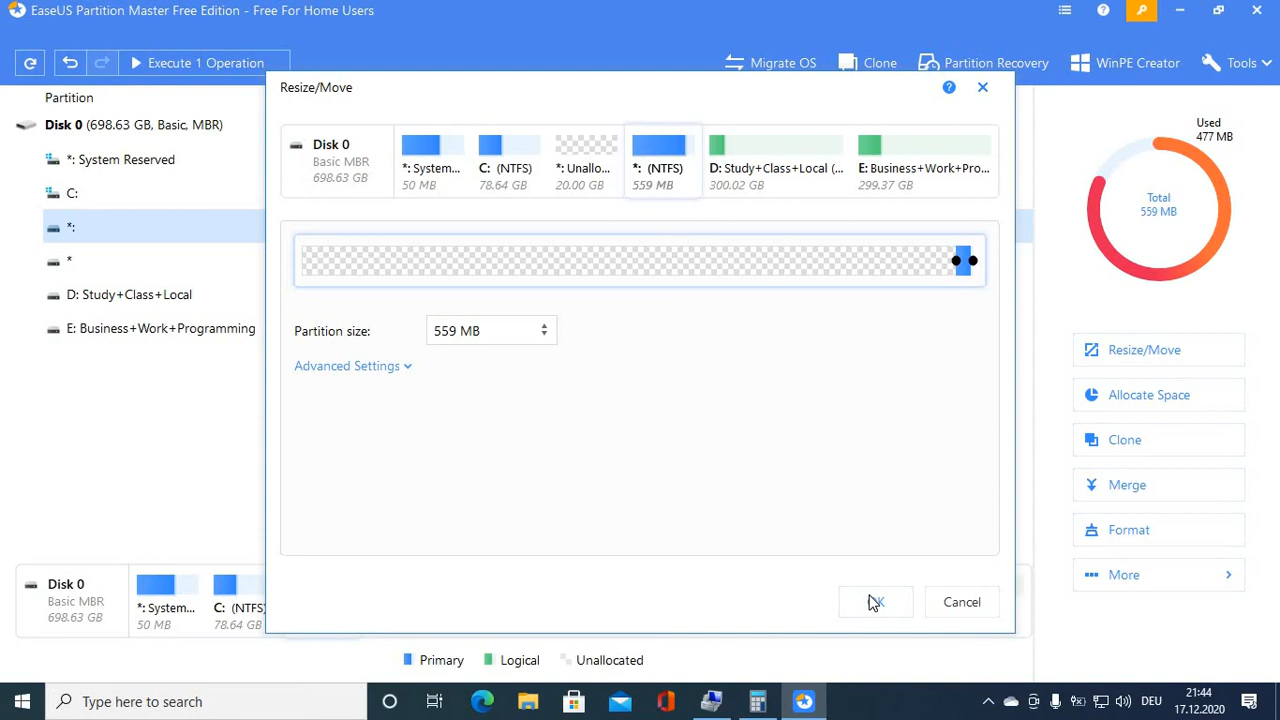 EaseUS Partition Master Free Edition - Free For Home Users
Execute 1 Operation
Migrate OS
Clone
Partition Recovery
WinPE Creator
Tools
Partition
Disk 0 (698.63 GB, Basic, MBR)
*: System Reserved
C:
*:
*
D: Study+Class+Local
E: Business+Work+Programming
Resize/Move
Disk 0
Basic MBR
698.63 GB
*: System...
50 MB
C: (NTFS)
78.64 GB
*: Unallo...
20.00 GB
*: (NTFS)
559 MB
D: Study+Class+Local (...
300.02 GB
E: Business+Work+Pro...
299.37 GB
Partition size:
559 MB
Advanced Settings
Cancel
Used
477 MB
Total
559 MB
Resize/Move
Allocate Space
Clone
Merge
Format
More
Disk 0
Basic MBR
698.63 GB
*: System...
50 MB
C: (NTFS)
78.64 GB
Primary
Logical
Unallocated
Type here to search
DEU
21:44
17.12.2020